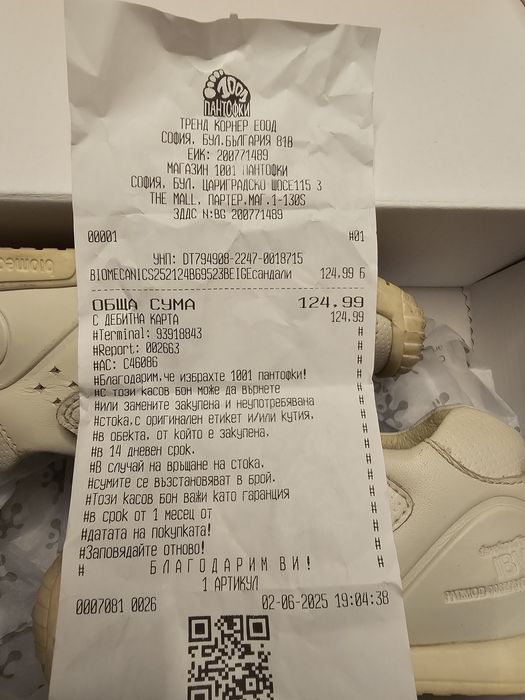 1001
ПАНТОФКИ
ТРЕНД КОРНЕР ЕООД
СОФИЯ, БУЛ.БЪЛГАРИЯ 81В
ЕИК: 200771489
МАГАЗИН 1001 ПАНТОФКИ
СОФИЯ, БУЛ. ЦАРИГРАДСКО ШОСЕ115 З
THE MALL, ПАРТЕР,МАГ.1-130S
ЗДДС N:BG 200771489
00001 #01
УНП: DT794908-2247-0018715
BIOMECANICS252124B69523BEIGEсандали 124.99 Б
ОБЩА СУМА 124.99
С ДЕБИТНА КАРТА 124.99
#Terminal: 93918843 #
#Report: 002663 #
#AC: C46086 #
#Благодарим,че избрахте 1001 пантофки! #
#С този касов бон може да върнете #
#или замените закупена и неупотребявана #
#стока,с оригинален етикет и/или кутия, #
#в обекта, от който е закупена, #
#в 14 дневен срок. #
#В случай на връщане на стока, #
#сумите се възстановяват в брой. #
#Този касов бон важи като гаранция #
#в срок от 1 месец от #
#датата на покупката! #
#Заповядайте отново! #
# БЛАГОДАРИМ ВИ! #
1 АРТИКУЛ
0007081 0026 02-06-2025 19:04:38